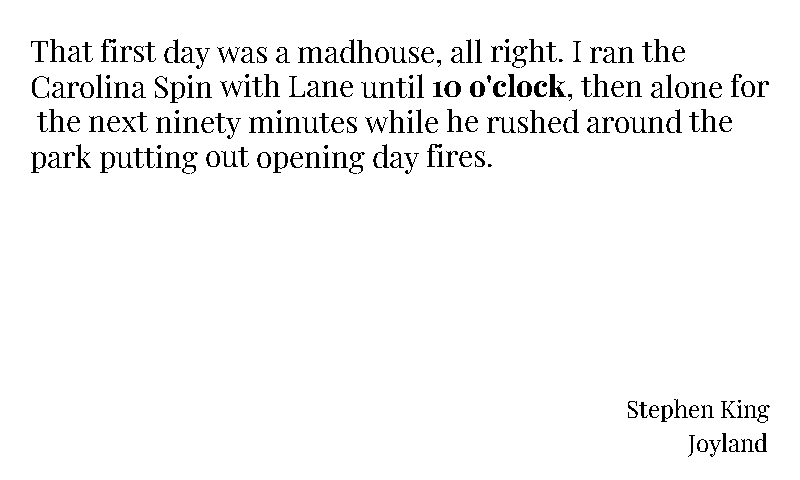 That first day was a madhouse, all right. I ran the
Carolina Spin with Lane until 10 o'clock, then alone for
the next ninety minutes while he rushed around the
park putting out opening day fires.
Stephen King
Joyland